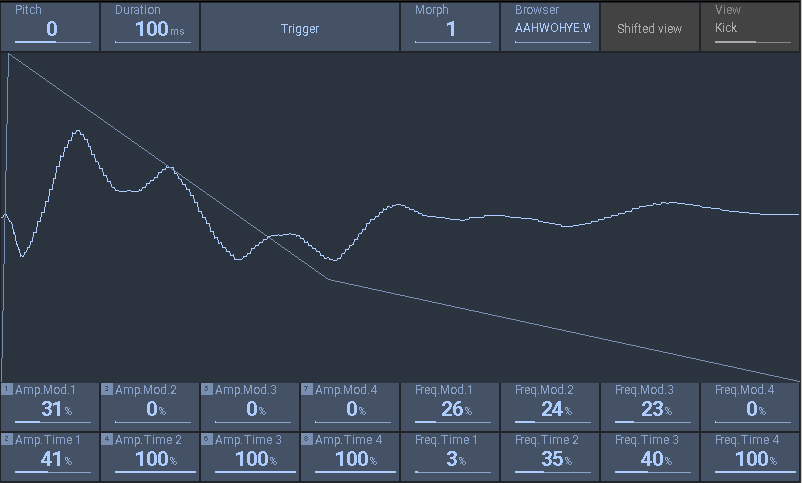 Pitch Duration Morph Browser View
0 100 ms Trigger 1 AAHWOHYE.W Shifted view Kick
1 Amp.Mod.1 3 Amp.Mod.2 5 Amp.Mod.3 7 Amp.Mod.4 Freq.Mod.1 Freq.Mod.2 Freq.Mod.3 Freq.Mod.4
31% 0% 0% 0% 26% 24% 23% 0%
2 Amp.Time 1 4 Amp.Time 2 6 Amp.Time 3 8 Amp.Time 4 Freq.Time 1 Freq.Time 2 Freq.Time 3 Freq.Time 4
41% 100% 100% 100% 3% 35% 40% 100%